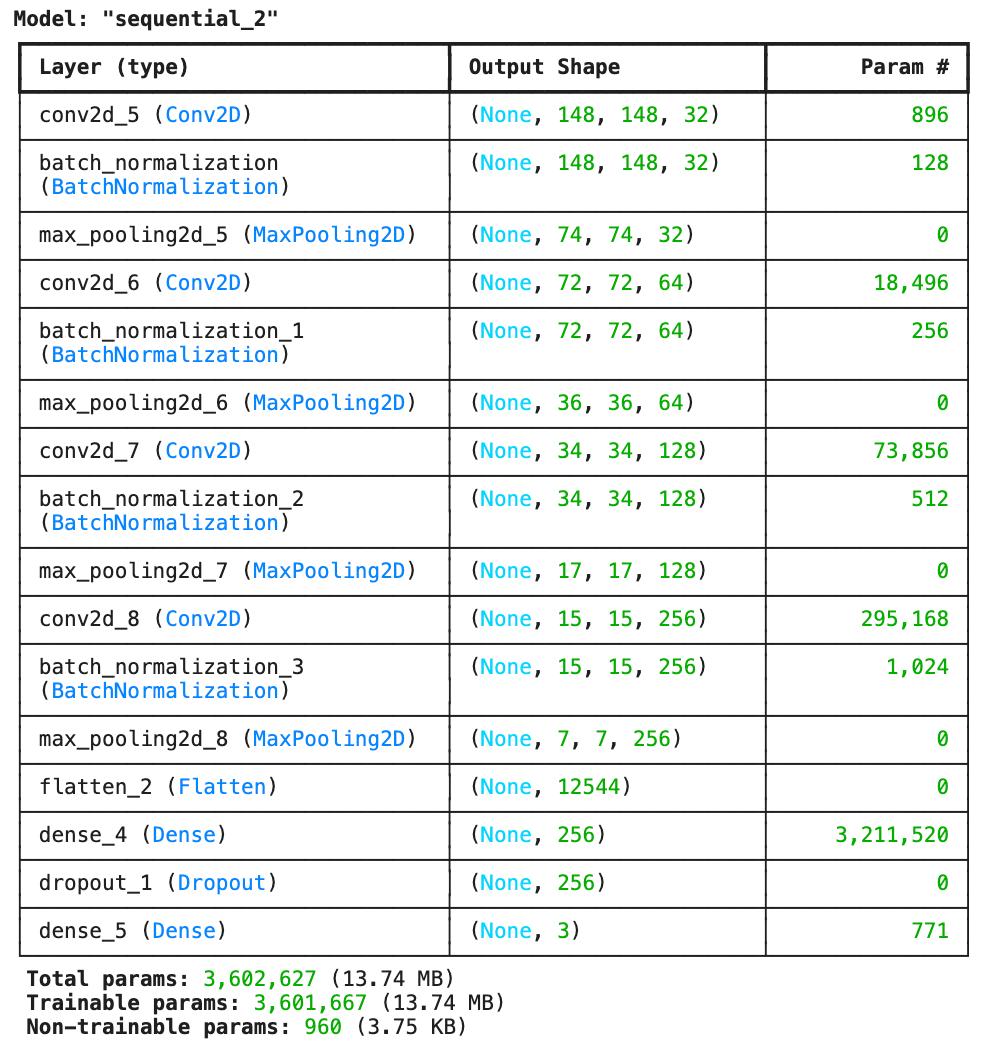 Model: "sequential_2"
Layer (type) Output Shape Param #
conv2d_5 (Conv2D) (None, 148, 148, 32) 896
batch_normalization (None, 148, 148, 32) 128
(BatchNormalization)
max_pooling2d_5 (MaxPooling2D) (None, 74, 74, 32) 0
conv2d_6 (Conv2D) (None, 72, 72, 64) 18,496
batch_normalization_1 (None, 72, 72, 64) 256
(BatchNormalization)
max_pooling2d_6 (MaxPooling2D) (None, 36, 36, 64) 0
conv2d_7 (Conv2D) (None, 34, 34, 128) 73,856
batch_normalization_2 (None, 34, 34, 128) 512
(BatchNormalization)
max_pooling2d_7 (MaxPooling2D) (None, 17, 17, 128) 0
conv2d_8 (Conv2D) (None, 15, 15, 256) 295,168
batch_normalization_3 (None, 15, 15, 256) 1,024
(BatchNormalization)
max_pooling2d_8 (MaxPooling2D) (None, 7, 7, 256) 0
flatten_2 (Flatten) (None, 12544) 0
dense_4 (Dense) (None, 256) 3,211,520
dropout_1 (Dropout) (None, 256) 0
dense_5 (Dense) (None, 3) 771
Total params: 3,602,627 (13.74 MB)
Trainable params: 3,601,667 (13.74 MB)
Non-trainable params: 960 (3.75 KB)